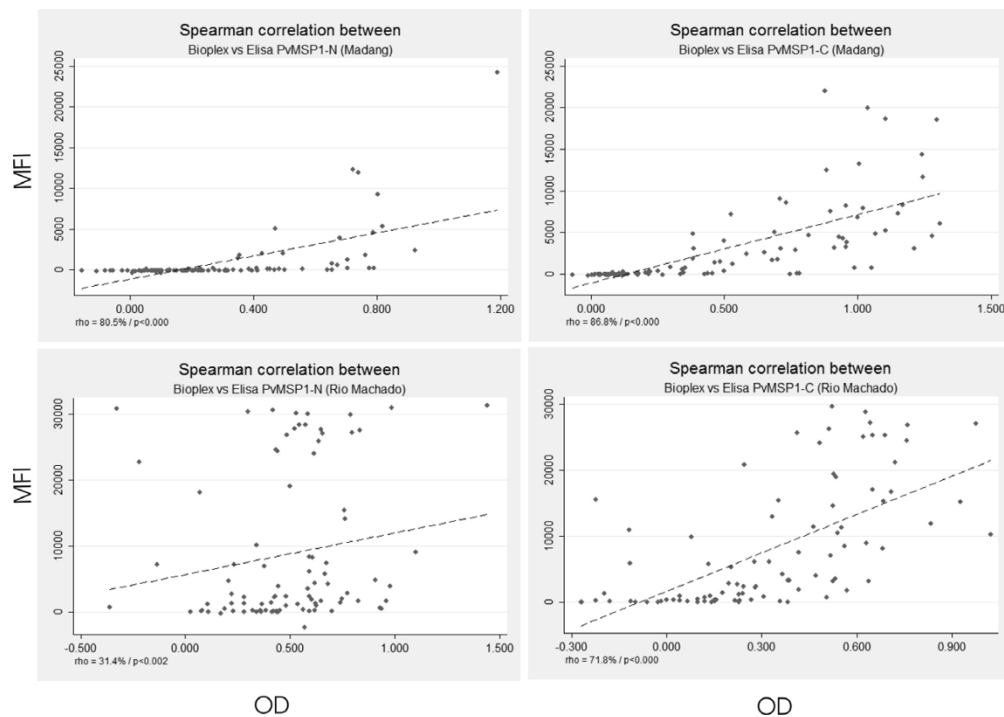 Spearman correlation between
Bioplex vs Elisa PvMSP1-N (Madang)
MFI
25000
20000
15000
10000
5000
0
0.000
0.400
0.800
1.200
rho = 80.5% / p<0.000
Spearman correlation between
Bioplex vs Elisa PvMSP1-C (Madang)
25000
20000
15000
10000
5000
0
0.000
0.500
1.000
1.500
rho = 86.8% / p<0.000
Spearman correlation between
Bioplex vs Elisa PvMSP1-N (Rio Machado)
MFI
30000
20000
10000
0
-0.500
0.000
0.500
1.000
1.500
rho = 31.4% / p<0.002
OD
Spearman correlation between
Bioplex vs Elisa PvMSP1-C (Rio Machado)
30000
20000
10000
0
-0.300
0.000
0.300
0.600
0.900
rho = 71.8% / p<0.000
OD